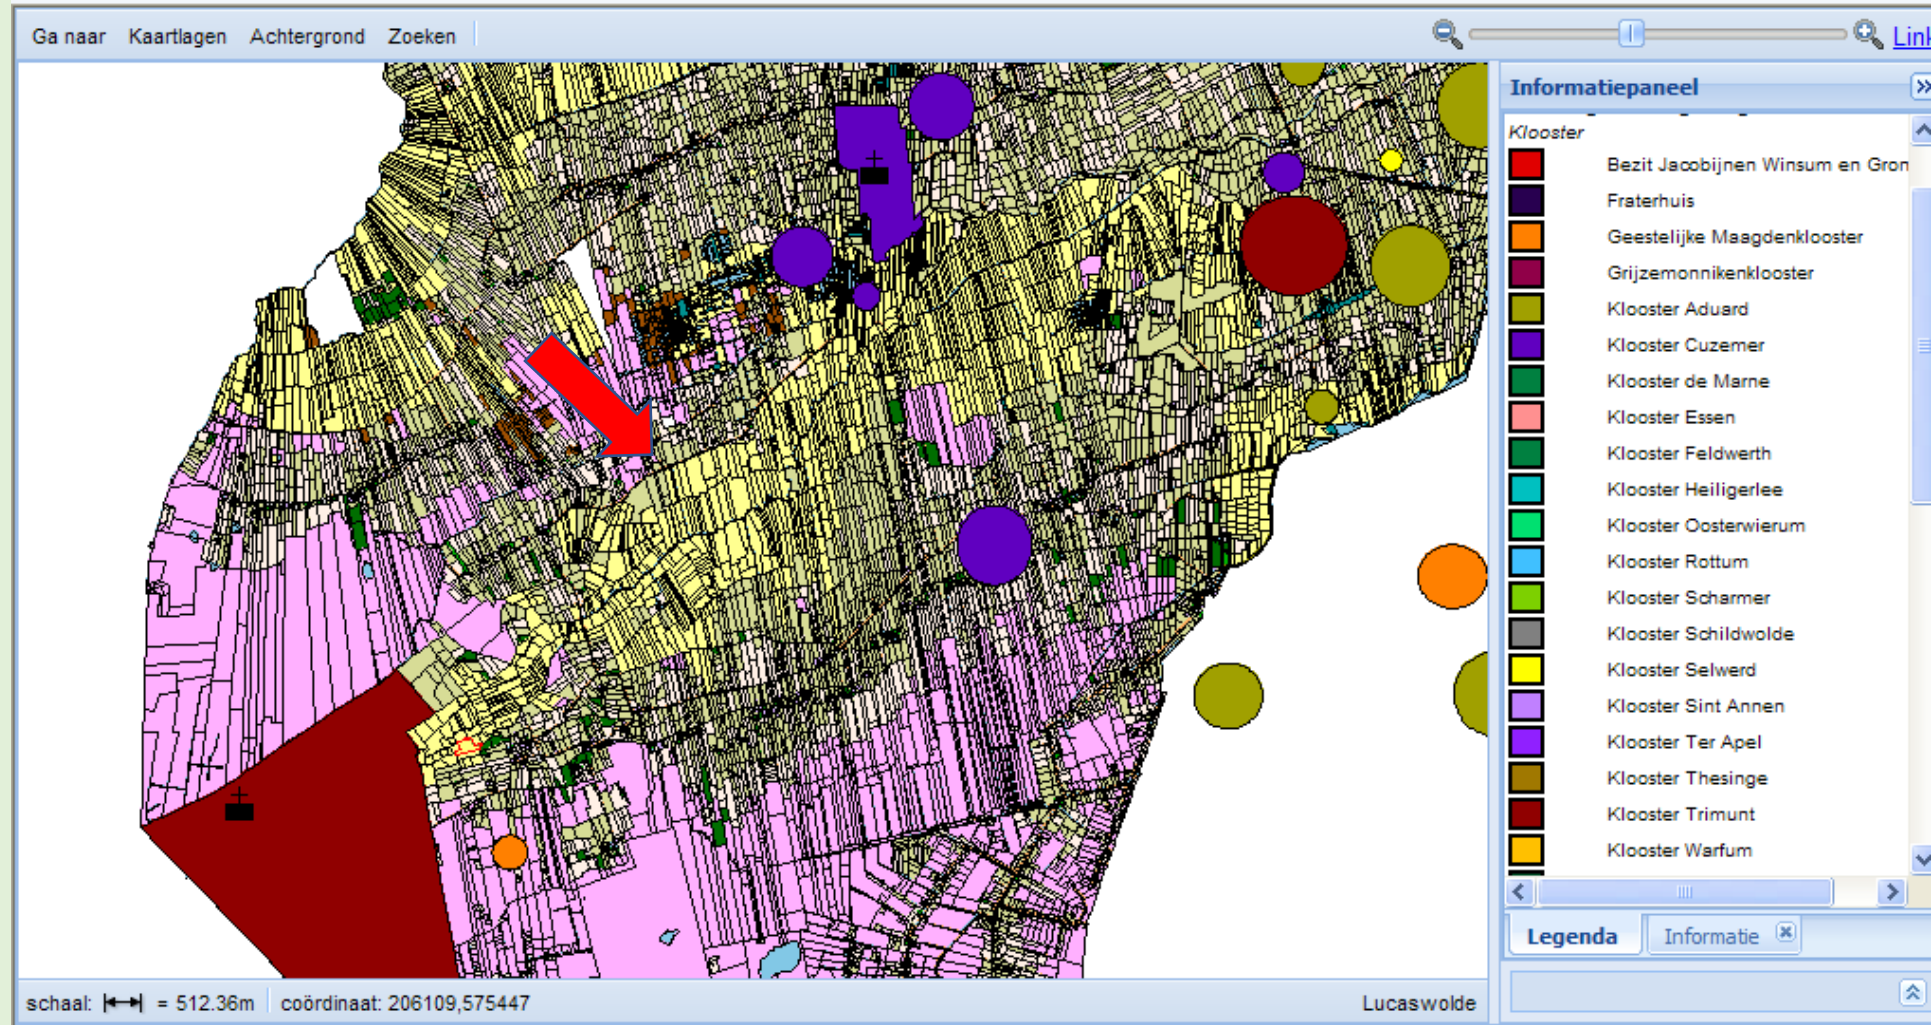 Ga naar Kaartlagen Achtergrond Zoeken
Link
Informatiepaneel
Klooster
Bezit Jacobijnen Winsum en Gron
Fraterhuis
Geestelijke Maagdenklooster
Grijzemonnikenklooster
Klooster Aduard
Klooster Cuzemer
Klooster de Marne
Klooster Essen
Klooster Feldwerth
Klooster Heiligerlee
Klooster Oosterwierum
Klooster Rottum
Klooster Scharmer
Klooster Schildwolde
Klooster Selwerd
Klooster Sint Annen
Klooster Ter Apel
Klooster Thesinge
Klooster Trimunt
Klooster Warfum
Legenda Informatie
schaal: = 512.36m coördinaat: 206109,575447 Lucaswolde